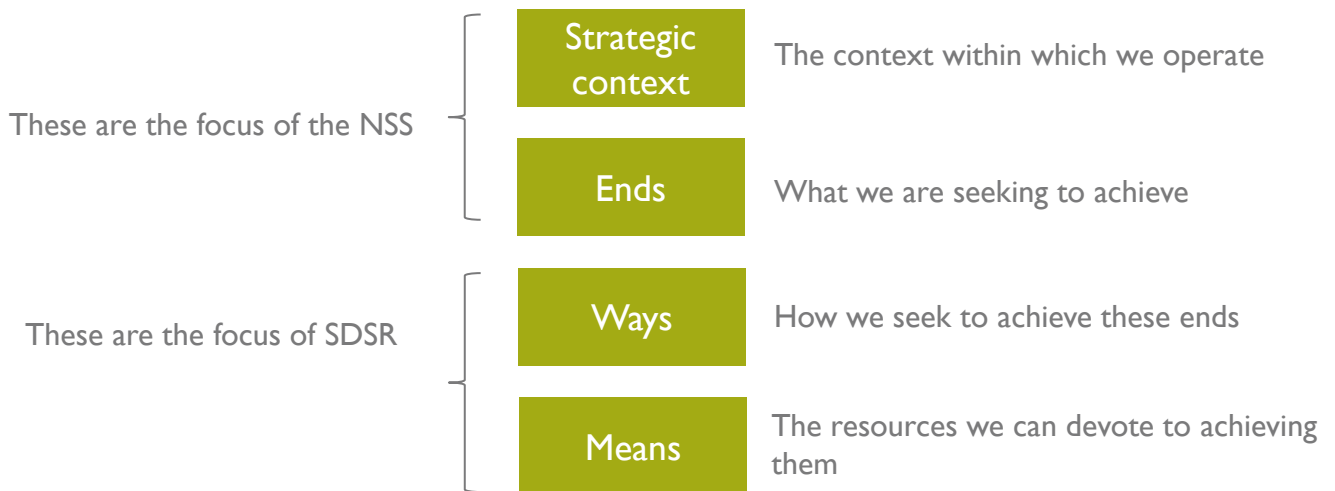 These are the focus of the NSS
Strategic
context
The context within which we operate
Ends
What we are seeking to achieve
These are the focus of SDSR
Ways
How we seek to achieve these ends
Means
The resources we can devote to achieving
them